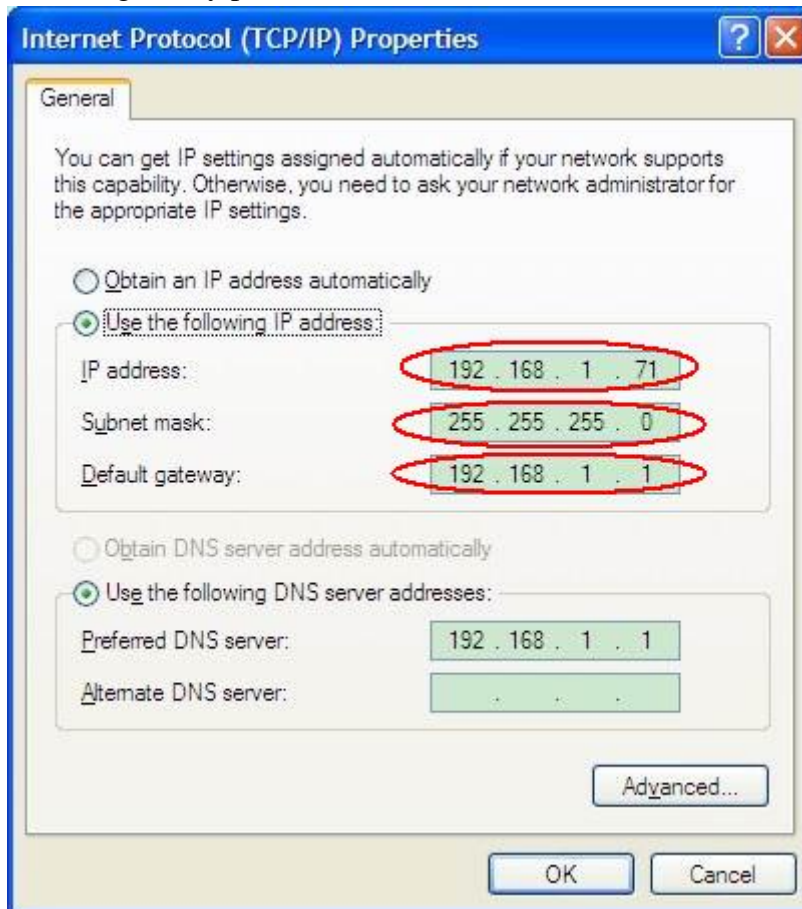 Internet Protocol (TCP/IP) Properties
General
You can get IP settings assigned automatically if your network supports
this capability. Otherwise, you need to ask your network administrator for
the appropriate IP settings.
Obtain an IP address automatically
Use the following IP address:
IP address: 192 . 168 . 1 . 71
Subnet mask: 255 . 255 . 255 . 0
Default gateway: 192 . 168 . 1 . 1
Obtain DNS server address automatically
Use the following DNS server addresses:
Preferred DNS server: 192 . 168 . 1 . 1
Alternate DNS server: . . .
Advanced...
OK Cancel